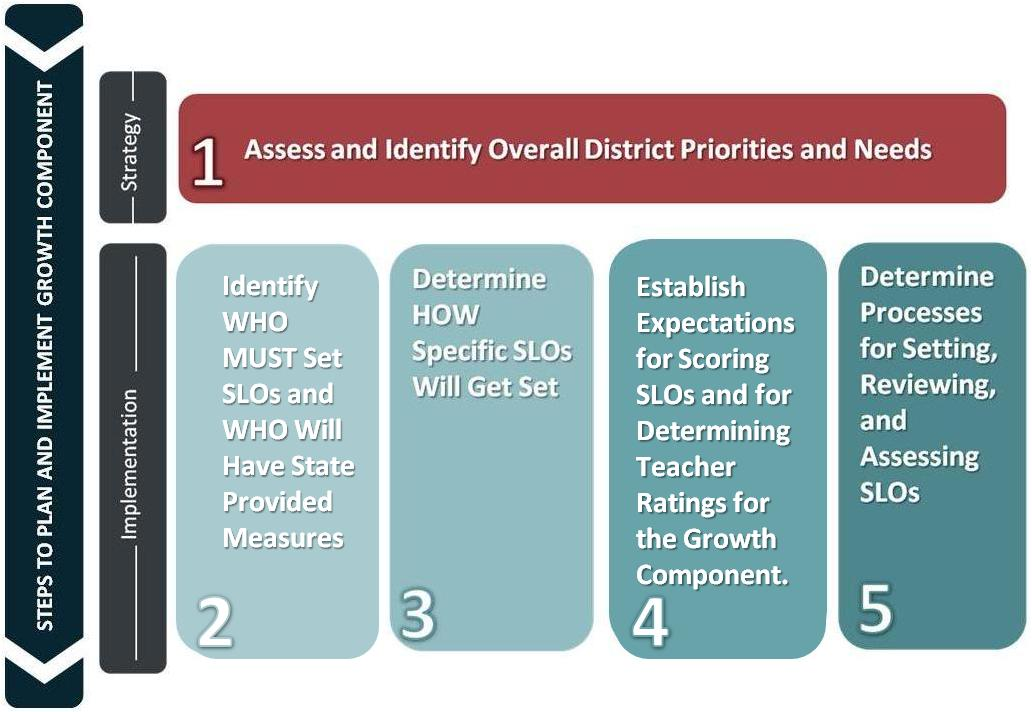 STEPS TO PLAN AND IMPLEMENT GROWTH COMPONENT
Strategy
1 Assess and Identify Overall District Priorities and Needs
Implementation
Identify
WHO
MUST Set
SLOs and
WHO Will
Have State
Provided
Measures
2
Determine
HOW
Specific SLOs
Will Get Set
3
Establish
Expectations
for Scoring
SLOs and for
Determining
Teacher
Ratings for
the Growth
Component.
4
Determine
Processes
for Setting,
Reviewing,
and
Assessing
SLOs
5